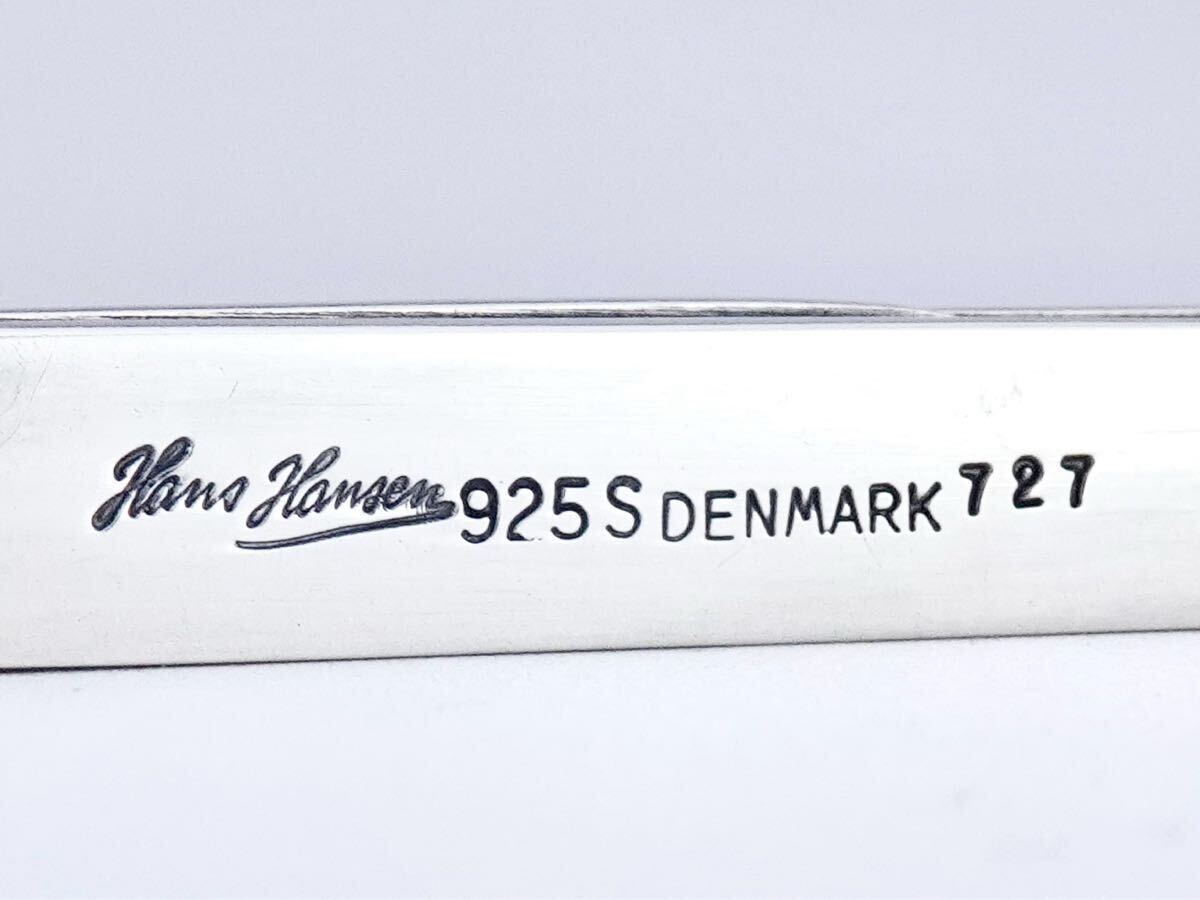 Hans Hansen 925 S DENMARK 727